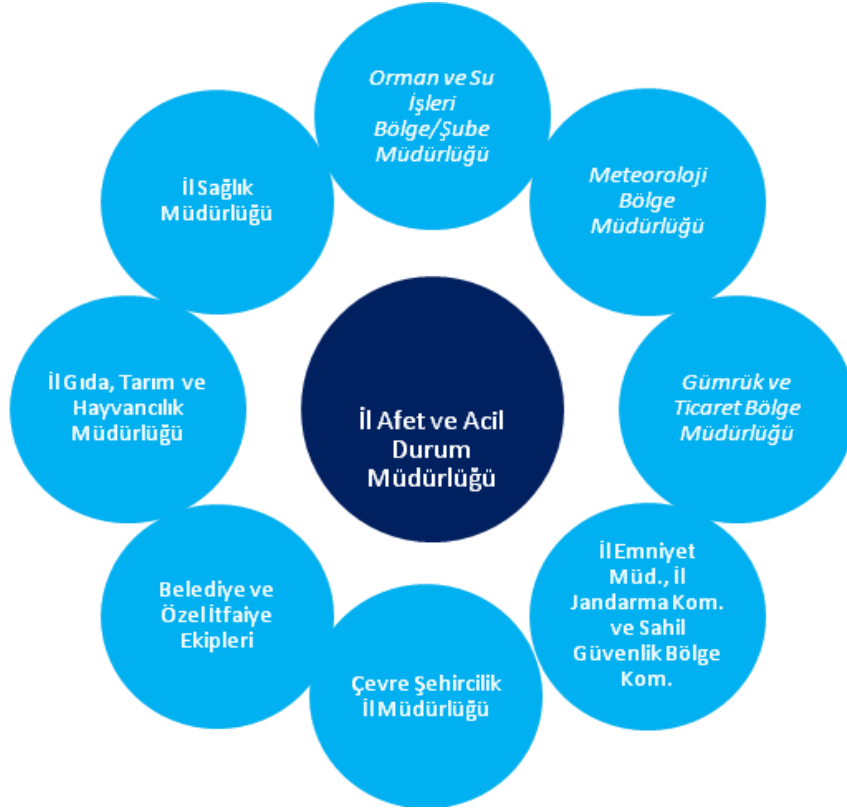 Orman ve Su
İşleri
Bölge/Şube
Müdürlüğü
Meteoroloji
Bölge
Müdürlüğü
Gümrük ve
Ticaret Bölge
Müdürlüğü
İl Emniyet
Müd., İl
Jandarma Kom.
ve Sahil
Güvenlik Bölge
Kom.
Çevre Şehircilik
İl Müdürlüğü
Belediye ve
Özel İtfaiye
Ekipleri
İl Gıda, Tarım ve
Hayvancılık
Müdürlüğü
İl Sağlık
Müdürlüğü
İl Afet ve Acil
Durum
Müdürlüğü